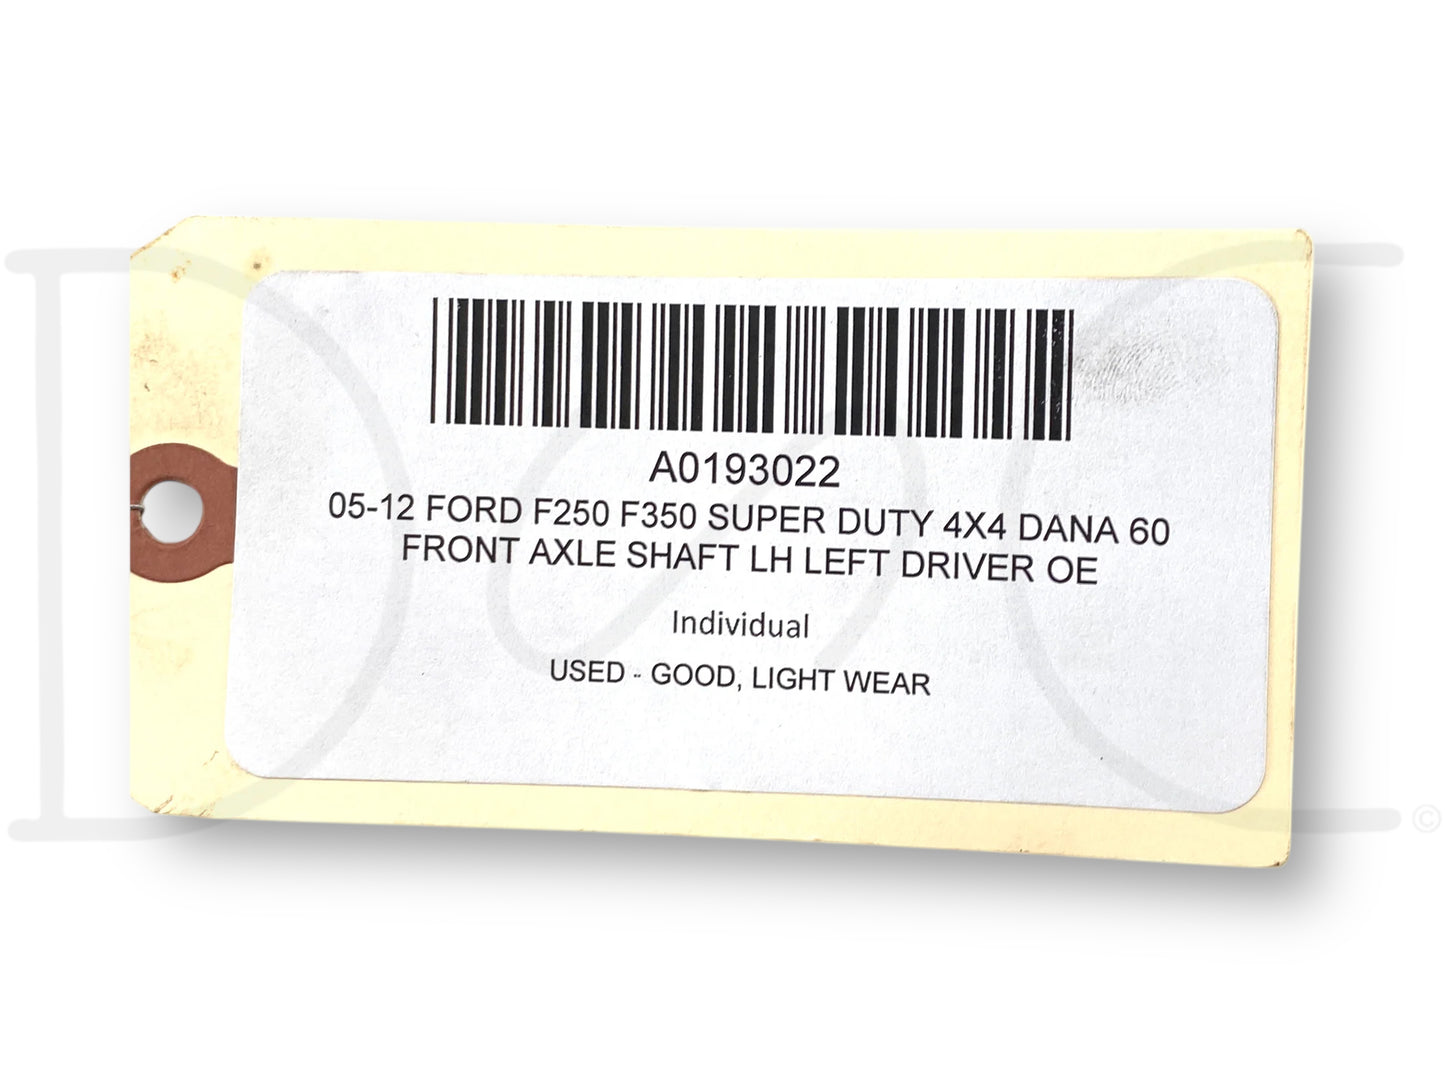 A0193022
05-12 FORD F250 F350 SUPER DUTY 4X4 DANA 60
FRONT AXLE SHAFT LH LEFT DRIVER OE
Individual
USED - GOOD, LIGHT WEAR
©